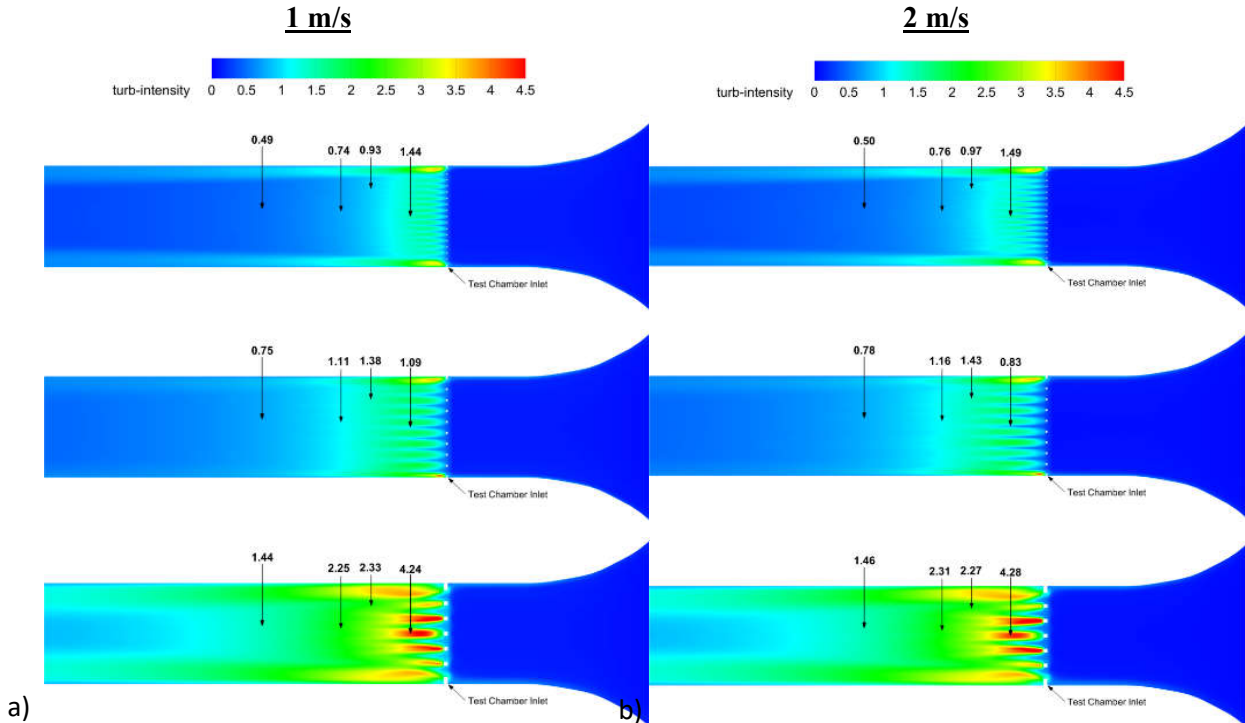 1 m/s
turb-intensity
0 0.5 1 1.5 2 2.5 3 3.5 4 4.5
0.49 0.74 0.93 1.44
Test Chamber Inlet
0.75 1.11 1.38 1.09
Test Chamber Inlet
1.44 2.25 2.33 4.24
Test Chamber Inlet
a)
2 m/s
turb-intensity
0 0.5 1 1.5 2 2.5 3 3.5 4 4.5
0.50 0.76 0.97 1.49
Test Chamber Inlet
0.78 1.16 1.43 0.83
Test Chamber Inlet
1.46 2.31 2.27 4.28
Test Chamber Inlet
b)